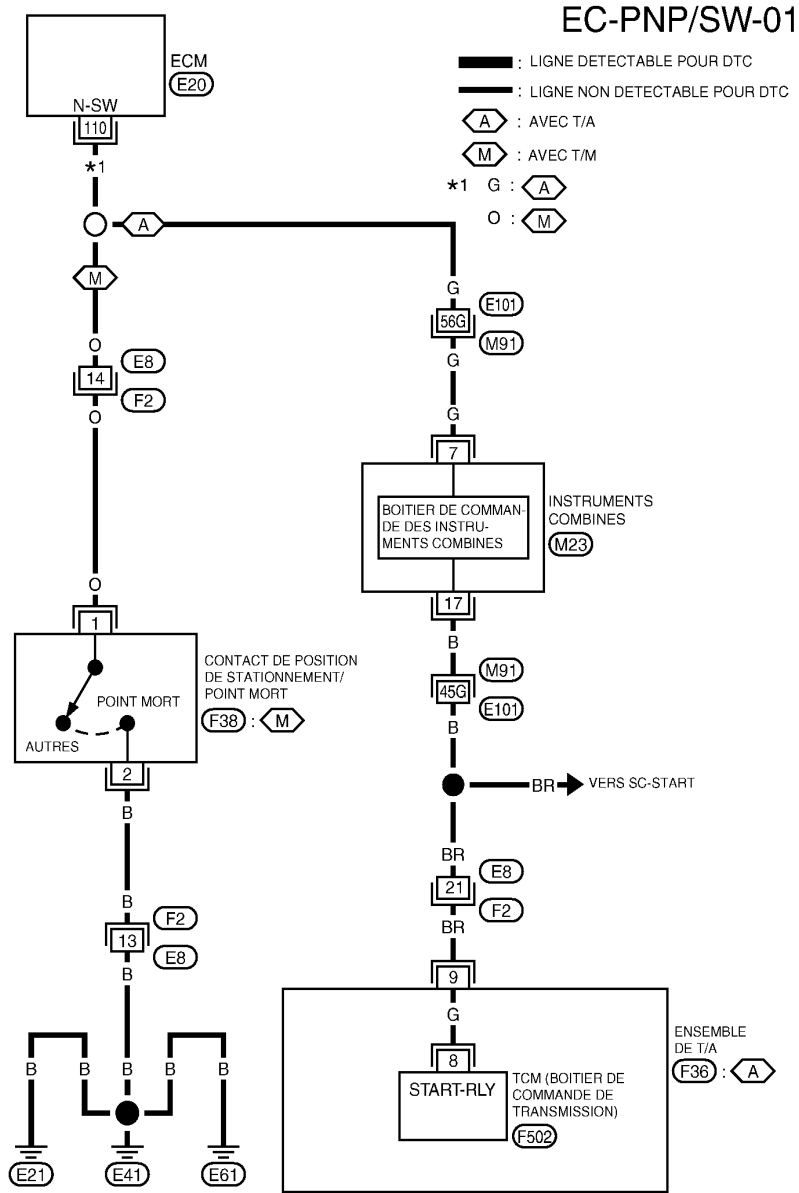 EC-PNP/SW-01
ECM
E20
N-SW
110
*1
: LIGNE DETECTABLE POUR DTC
: LIGNE NON DETECTABLE POUR DTC
A : AVEC T/A
M : AVEC T/M
*1 G : A
O : M
A
M
G
56G
E101
M91
G
G
O
14
E8
F2
O
O
7
BOITIER DE COMMAN-
DE DES INSTRU-
MENTS COMBINES
INSTRUMENTS
COMBINES
M23
17
B
45G
M91
E101
B
1
POINT MORT
AUTRES
CONTACT DE POSITION
DE STATIONNEMENT/
POINT MORT
F38 : M
2
B
BR
VERS SC-START
BR
21
E8
F2
BR
B
13
F2
E8
B
9
G
8
START-RLY
TCM (BOITIER DE
COMMANDE DE
TRANSMISSION)
F502
ENSEMBLE
DE T/A
F36 : A
B B B B B
E21 E41 E61